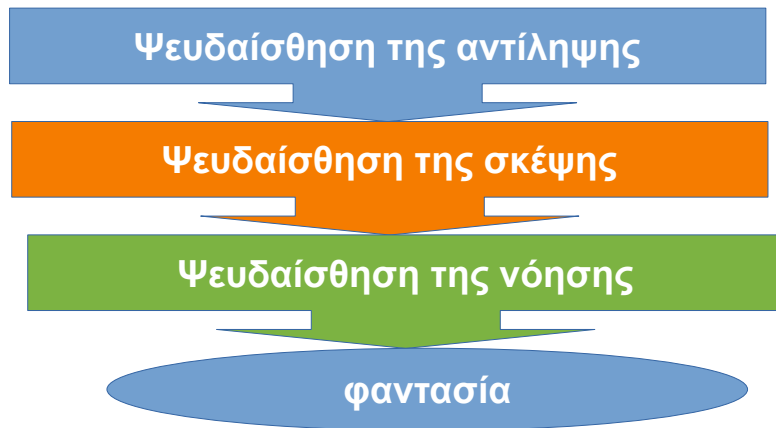 Ψευδαίσθηση της αντίληψης
Ψευδαίσθηση της σκέψης
Ψευδαίσθηση της νόησης
φαντασία